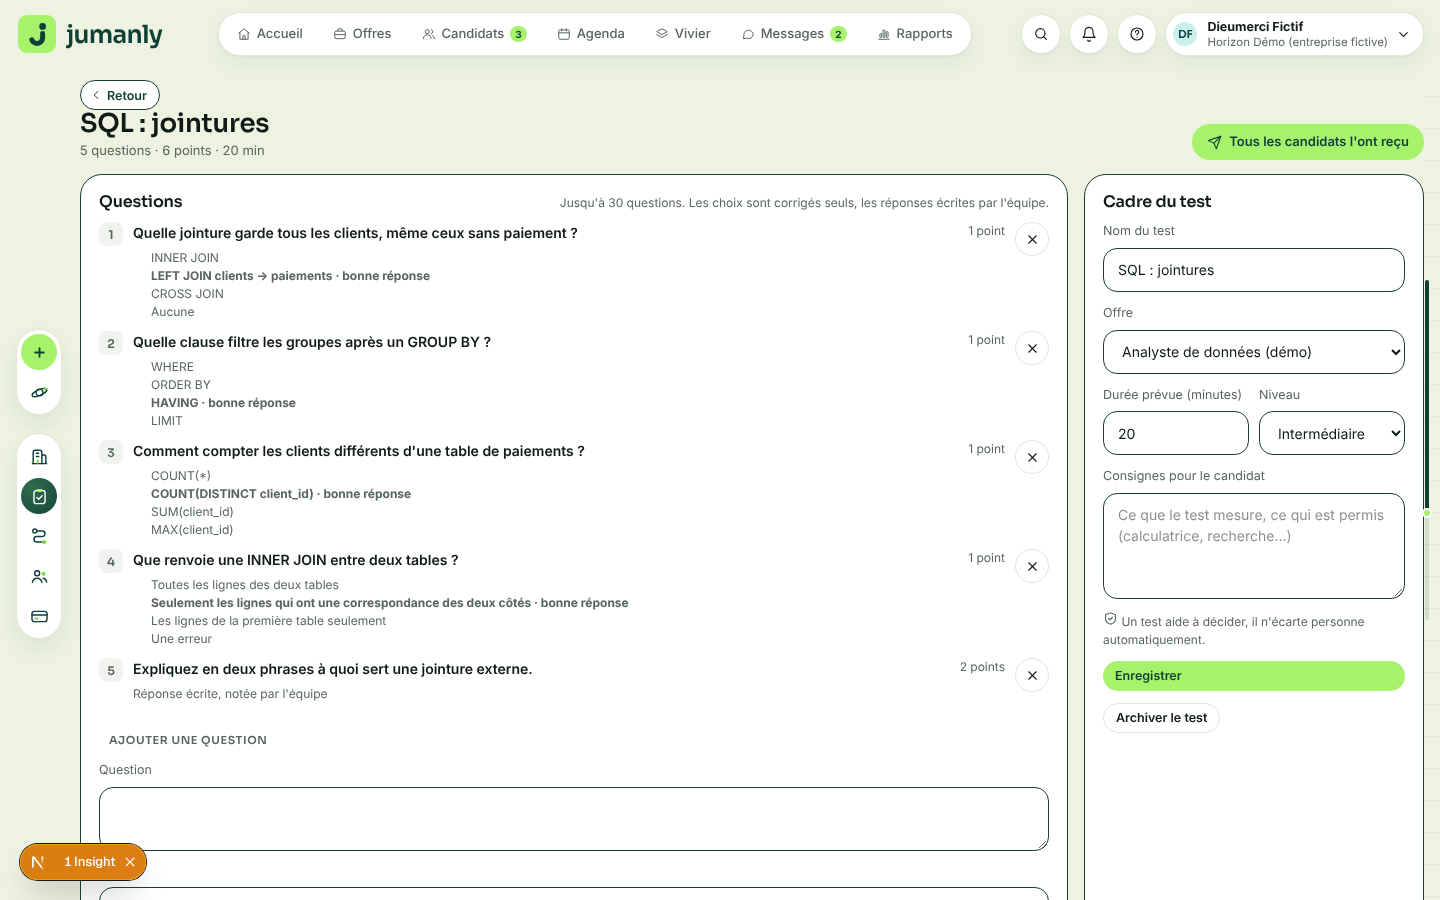 jumanly
Accueil
Offres
Candidats 3
Agenda
Vivier
Messages 2
Rapports
DF
Dieumerci Fictif
Horizon Démo (entreprise fictive)
Retour
SQL : jointures
5 questions · 6 points · 20 min
Tous les candidats l'ont reçu
Questions
Jusqu'à 30 questions. Les choix sont corrigés seuls, les réponses écrites par l'équipe.
1 Quelle jointure garde tous les clients, même ceux sans paiement ? 1 point
INNER JOIN
LEFT JOIN clients → paiements · bonne réponse
CROSS JOIN
Aucune
2 Quelle clause filtre les groupes après un GROUP BY ? 1 point
WHERE
ORDER BY
HAVING · bonne réponse
LIMIT
3 Comment compter les clients différents d'une table de paiements ? 1 point
COUNT(*)
COUNT(DISTINCT client_id) · bonne réponse
SUM(client_id)
MAX(client_id)
4 Que renvoie une INNER JOIN entre deux tables ? 1 point
Toutes les lignes des deux tables
Seulement les lignes qui ont une correspondance des deux côtés · bonne réponse
Les lignes de la première table seulement
Une erreur
5 Expliquez en deux phrases à quoi sert une jointure externe. 2 points
Réponse écrite, notée par l'équipe
AJOUTER UNE QUESTION
Question
1 Insight
Cadre du test
Nom du test
SQL : jointures
Offre
Analyste de données (démo)
Durée prévue (minutes) Niveau
20 Intermédiaire
Consignes pour le candidat
Ce que le test mesure, ce qui est permis
(calculatrice, recherche...)
Un test aide à décider, il n'écarte personne
automatiquement.
Enregistrer
Archiver le test